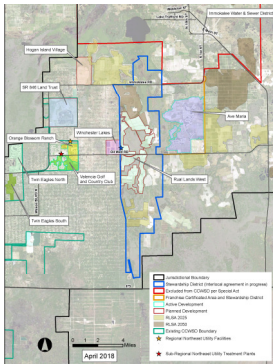 Immokalee Water & Sewer District
Hogan Island Village
SR 846 Land Trust
Orange Blossom Ranch
Winchester Lakes
Ave Maria
Twin Eagles North
Valencia Golf
and Country Club
Rural Lands West
Twin Eagles South
Jurisdictional Boundary
Stewardship District (Interlocal agreement in progress)
Excluded from CCWSD per Special Act
Franchise Certificated Area and Stewardship District
Active Development
Planned Development
RLSA 2025
RLSA 2050
Existing CCWSD Boundary
Regional Northeast Utility Facilities
Sub-Regional Northeast Utility Treatment Plants
Miles
April 2018